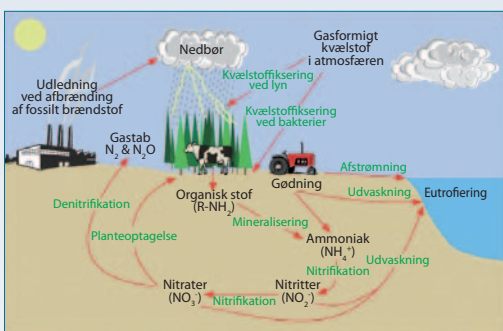 Nedbør
Gasformigt
kvælstof
i atmosfæren
Udledning
ved afbrænding
af fossilt brændstof
Kvælstoffiksering
ved lyn
Kvælstoffiksering
ved bakterier
Gastab
N₂ & N₂O
Afstrømning
Organisk stof
(R-NH₂)
Gødning
Udvaskning
Eutrofiering
Denitrifikation
Mineralisering
Planteoptagelse
Ammoniak
(NH₄⁺)
Nitrifikation
Udvaskning
Nitrater
(NO₃⁻)
Nitrifikation
Nitritter
(NO₂⁻)